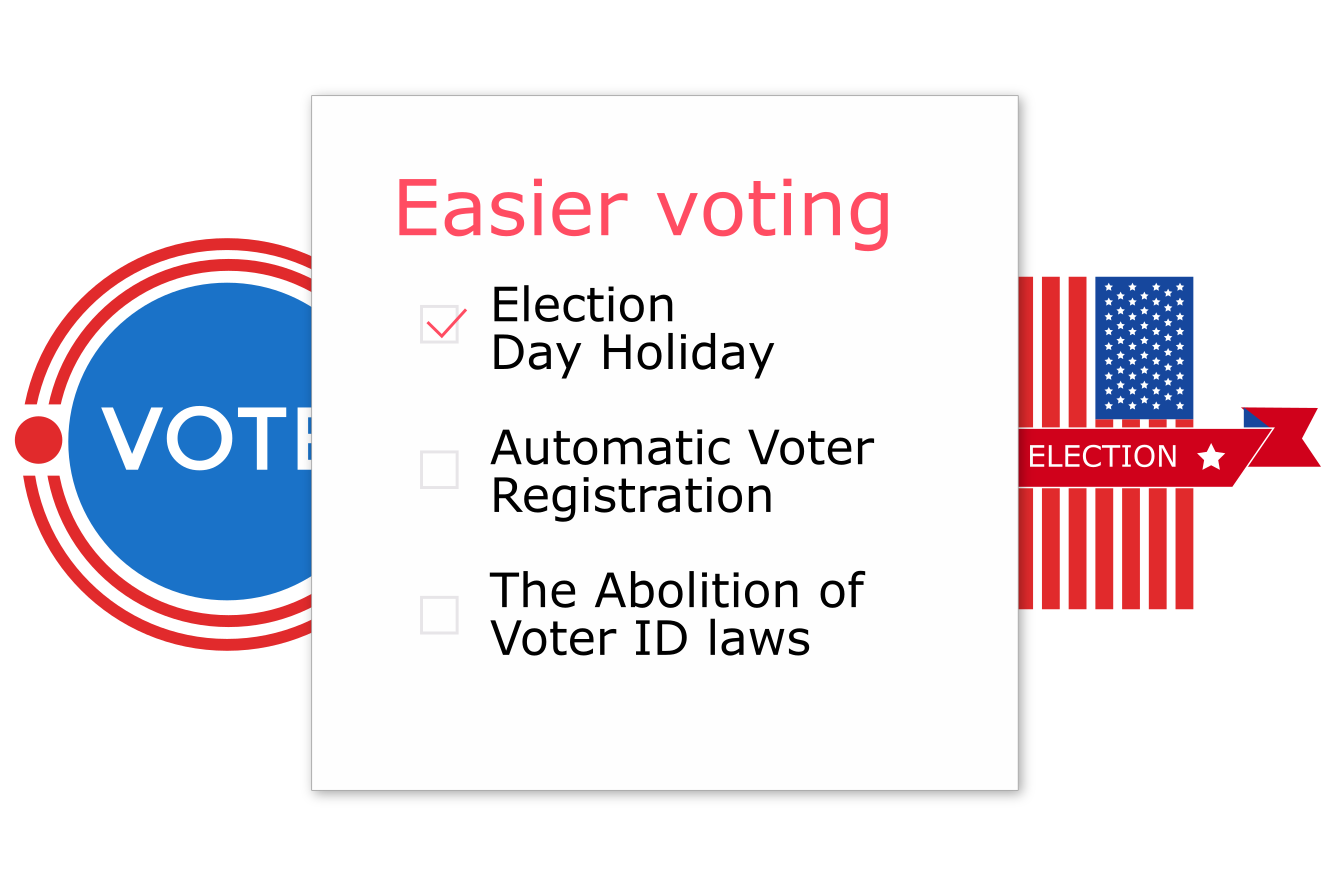 Easier voting
Election
Day Holiday
Automatic Voter
Registration
The Abolition of
Voter ID laws
VOTE
ELECTION